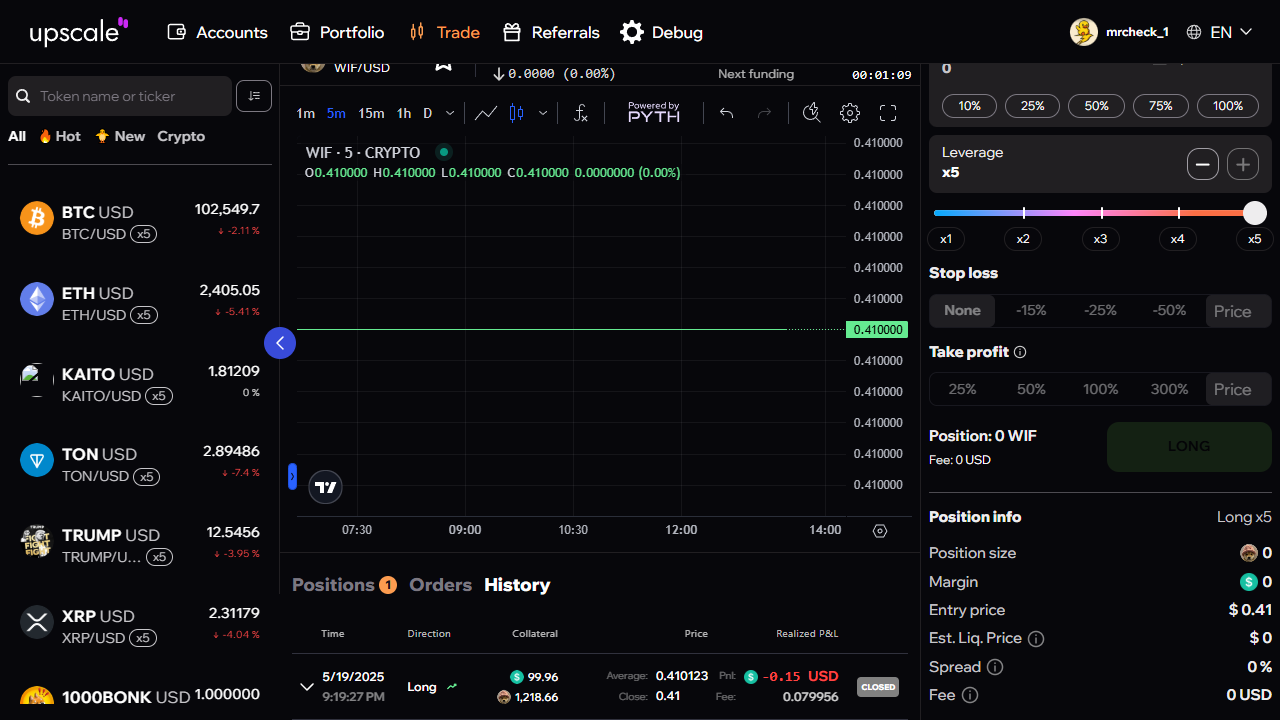 upscale
Accounts
Portfolio
Trade
Referrals
Debug
mrcheck_1
EN
Token name or ticker
All
Hot
New
Crypto
BTC USD
102,549.7
BTC/USD x5
-2.11 %
ETH USD
2,405.05
ETH/USD x5
-5.41 %
KAITO USD
1.81209
KAITO/USD x5
0 %
TON USD
2.89486
TON/USD x5
-7.4 %
TRUMP USD
12.5456
TRUMP/U... x5
-3.95 %
XRP USD
2.31179
XRP/USD x5
-4.04 %
1000BONK USD
1.000000
WIF/USD
0.0000 (0.00%)
Next funding
00:01:09
1m 5m 15m 1h D
Powered by
PYTH
WIF · 5 · CRYPTO
O0.410000 H0.410000 L0.410000 C0.410000 0.0000000 (0.00%)
0.410000
0.410000
0.410000
0.410000
0.410000
0.410000
0.410000
0.410000
0.410000
0.410000
0.410000
0.410000
07:30 09:00 10:30 12:00 14:00
Positions 1 Orders History
Time Direction Collateral Price Realized P&L
5/19/2025
9:19:27 PM
Long
99.96
1,218.66
Average: 0.410123
Close: 0.41
Pnl: -0.15 USD
Fee: 0.079956
CLOSED
0
10% 25% 50% 75% 100%
Leverage
x5
x1 x2 x3 x4 x5
Stop loss
None -15% -25% -50% Price
Take profit
25% 50% 100% 300% Price
Position: 0 WIF
Fee: 0 USD
LONG
Position info Long x5
Position size 0
Margin 0
Entry price $ 0.41
Est. Liq. Price $ 0
Spread 0 %
Fee 0 USD